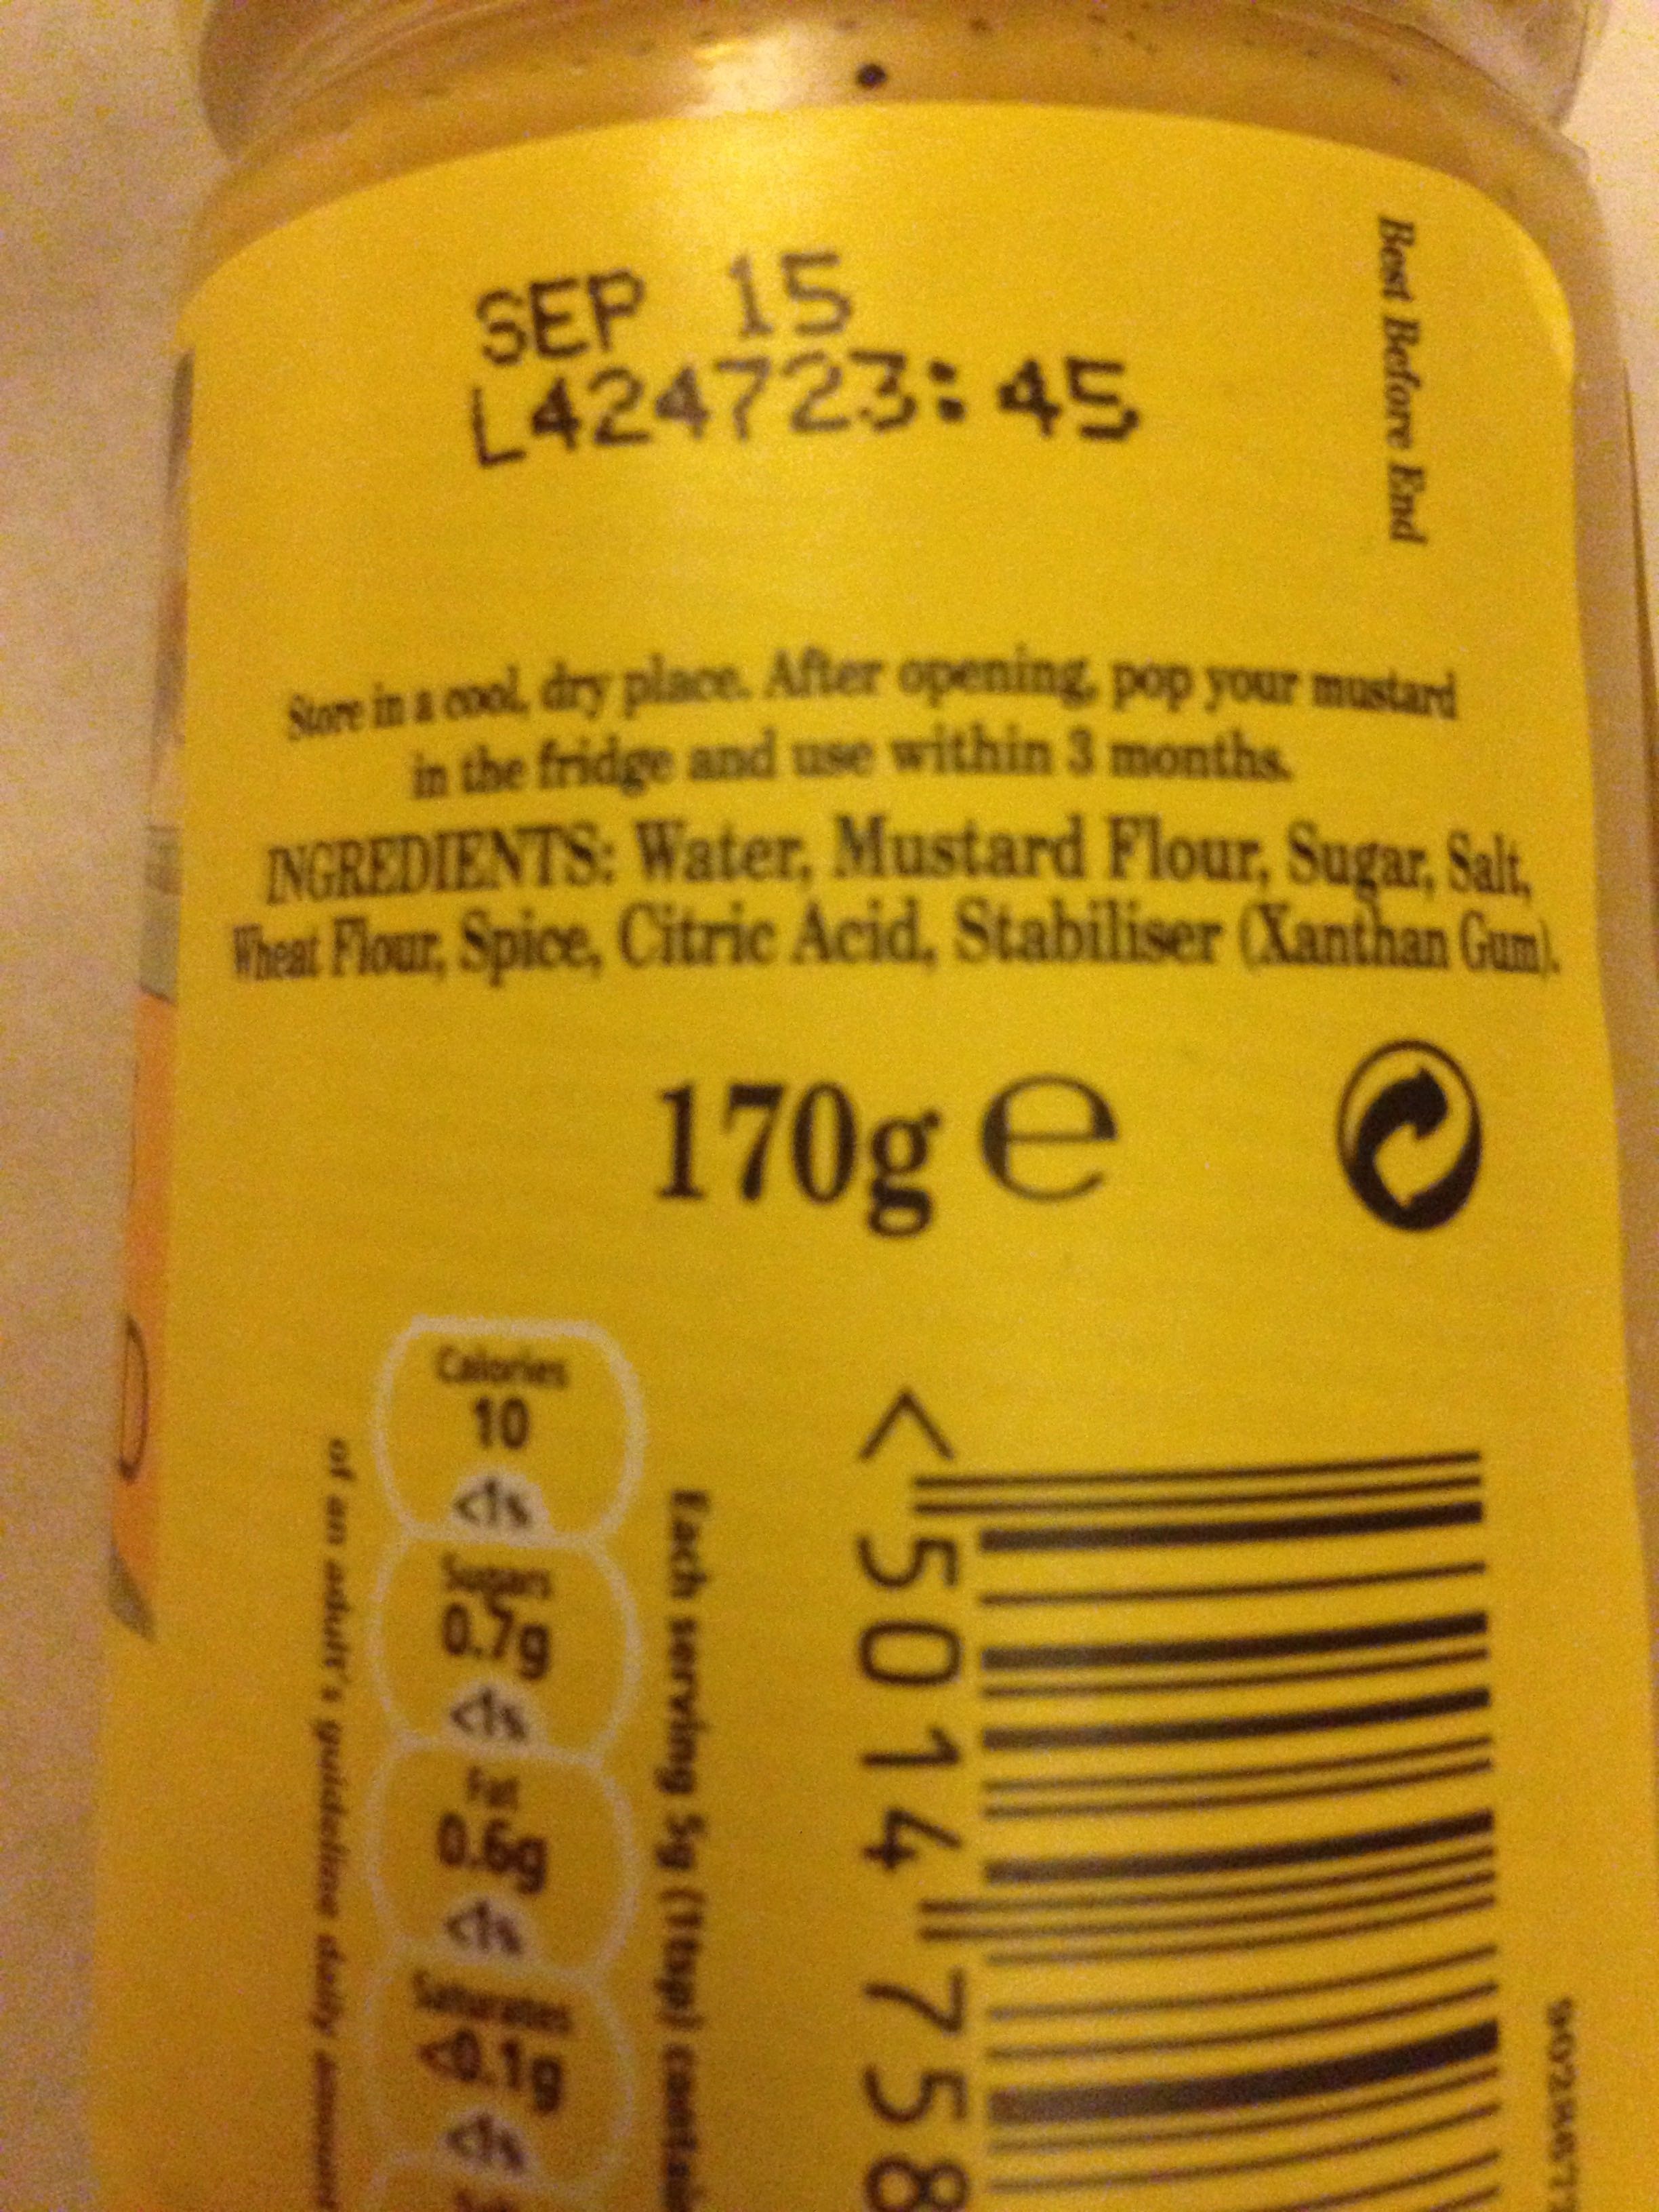 SEP 15
L424723:45
Best Before End
Store in a cool, dry place. After opening, pop your mustard
in the fridge and use within 3 months.
INGREDIENTS: Water, Mustard Flour, Sugar, Salt,
Wheat Flour, Spice, Citric Acid, Stabiliser (Xanthan Gum).
170g e
Each serving 5g (1tsp)
Calories
10
<1%
Sugars
0.7g
<1%
Fat
0.6g
<1%
Saturates
<0.1g
<1%
of an adult's guideline daily
<5014758